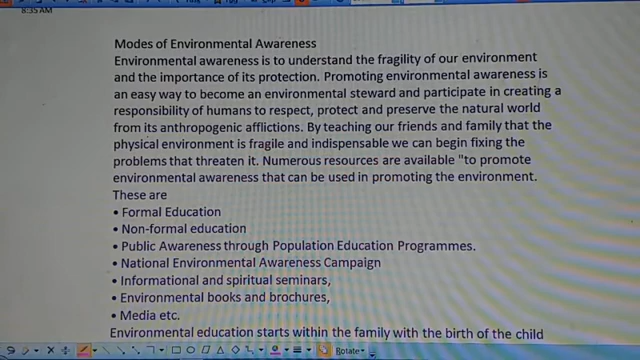 8:35 AM
Modes of Environmental Awareness
Environmental awareness is to understand the fragility of our environment
and the importance of its protection. Promoting environmental awareness is
an easy way to become an environmental steward and participate in creating a
responsibility of humans to respect, protect and preserve the natural world
from its anthropogenic afflictions. By teaching our friends and family that the
physical environment is fragile and indispensable we can begin fixing the
problems that threaten it. Numerous resources are available "to promote
environmental awareness that can be used in promoting the environment.
These are
• Formal Education
• Non-formal education
• Public Awareness through Population Education Programmes.
• National Environmental Awareness Campaign
• Informational and spiritual seminars,
• Environmental books and brochures,
• Media etc.
Environmental education starts within the family with the birth of the child
Rotate